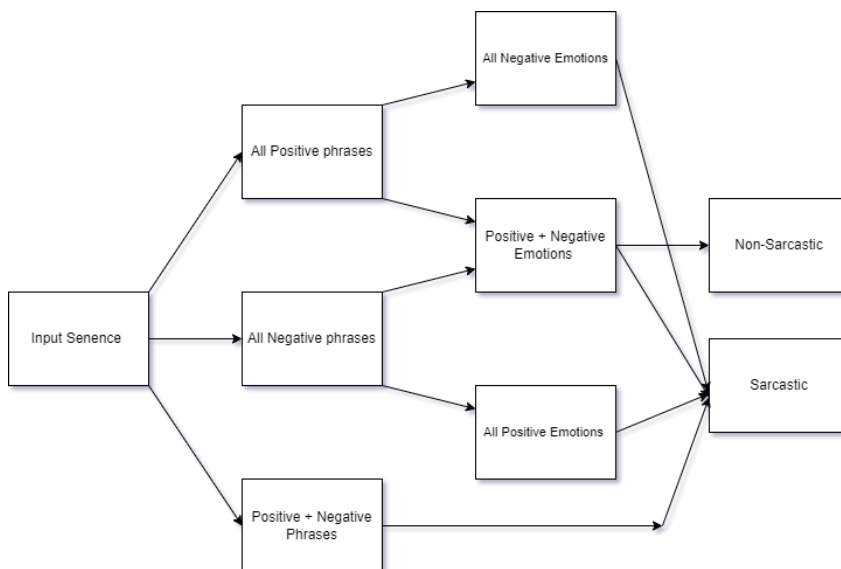 All Negative Emotions
All Positive phrases
Positive + Negative
Emotions
Non-Sarcastic
Input Senence
All Negative phrases
Sarcastic
All Positive Emotions
Positive + Negative
Phrases